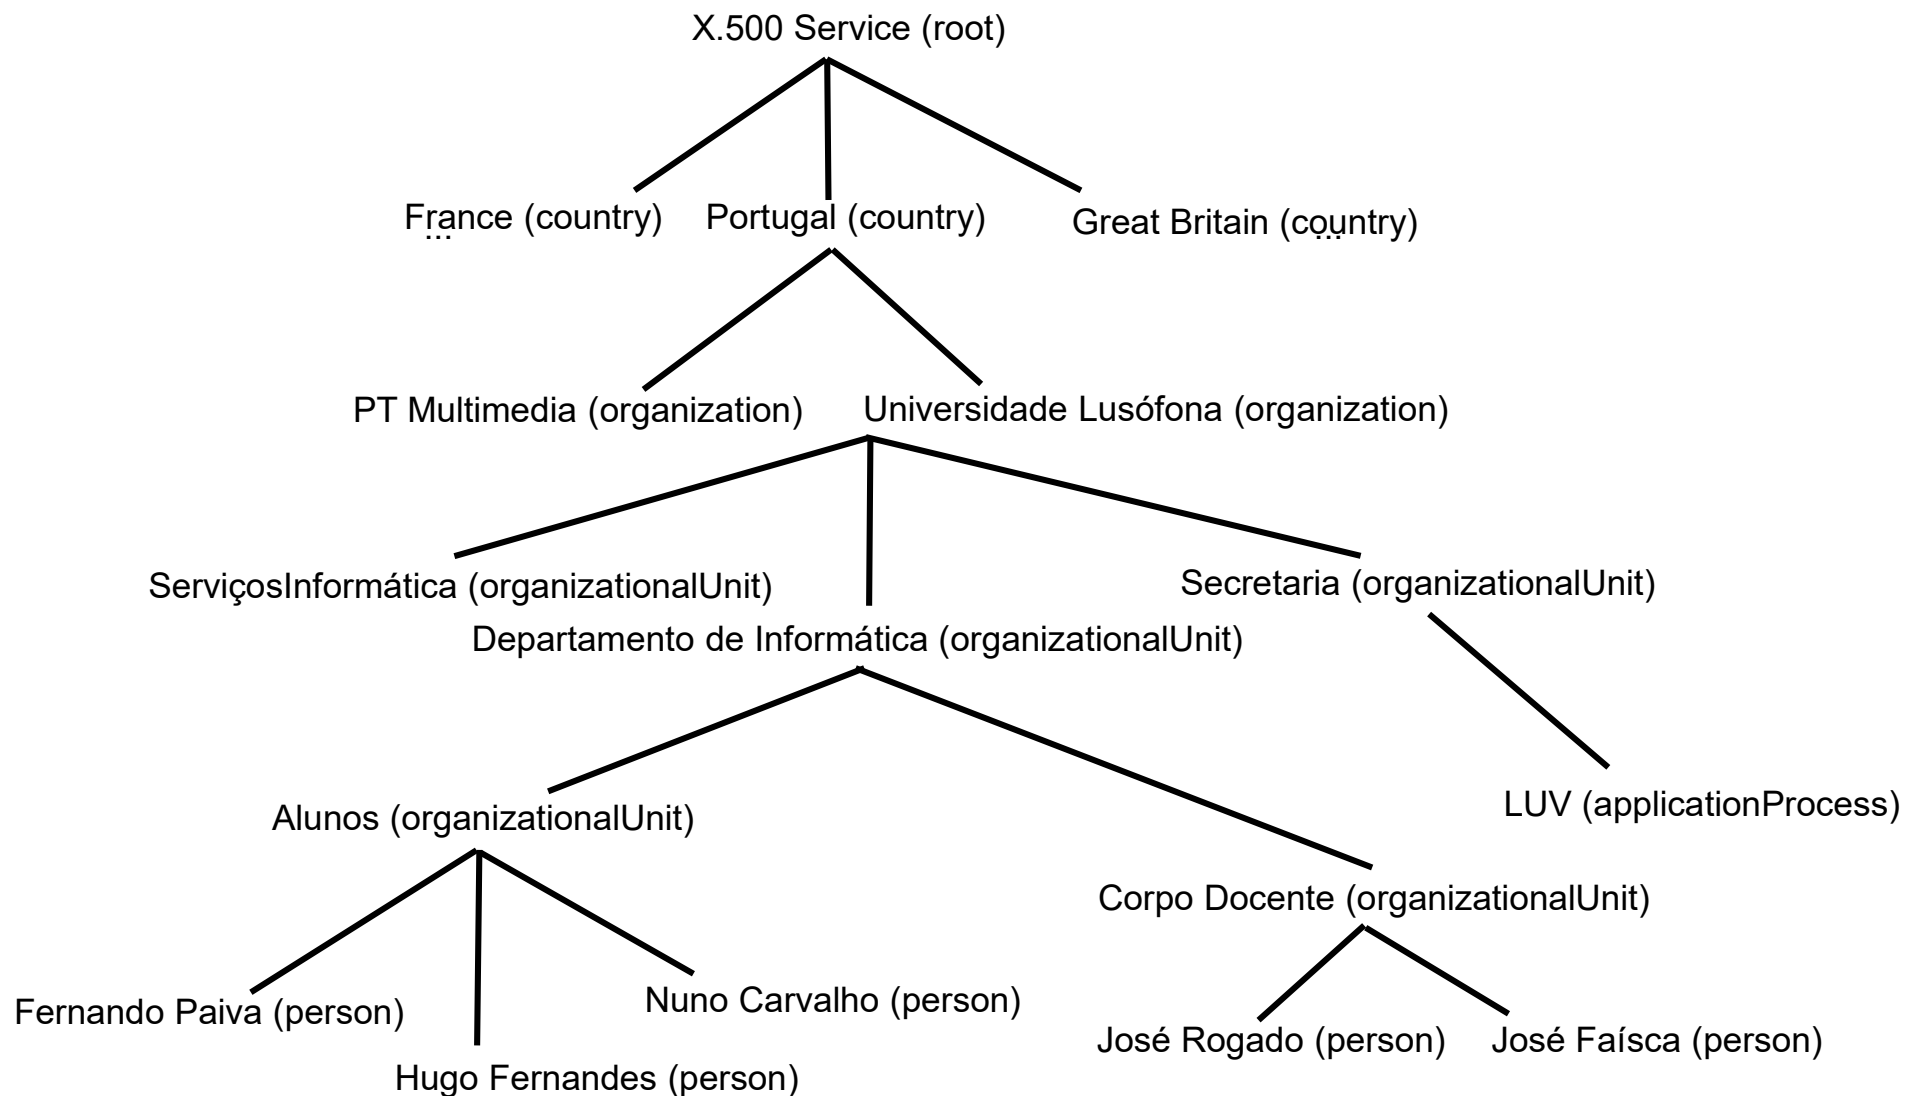 X.500 Service (root)
France (country)
Portugal (country)
Great Britain (country)
...
...
PT Multimedia (organization)
Universidade Lusófona (organization)
ServiçosInformática (organizationalUnit)
Secretaria (organizationalUnit)
Departamento de Informática (organizationalUnit)
Alunos (organizationalUnit)
LUV (applicationProcess)
Corpo Docente (organizationalUnit)
Fernando Paiva (person)
Nuno Carvalho (person)
José Rogado (person)
José Faísca (person)
Hugo Fernandes (person)